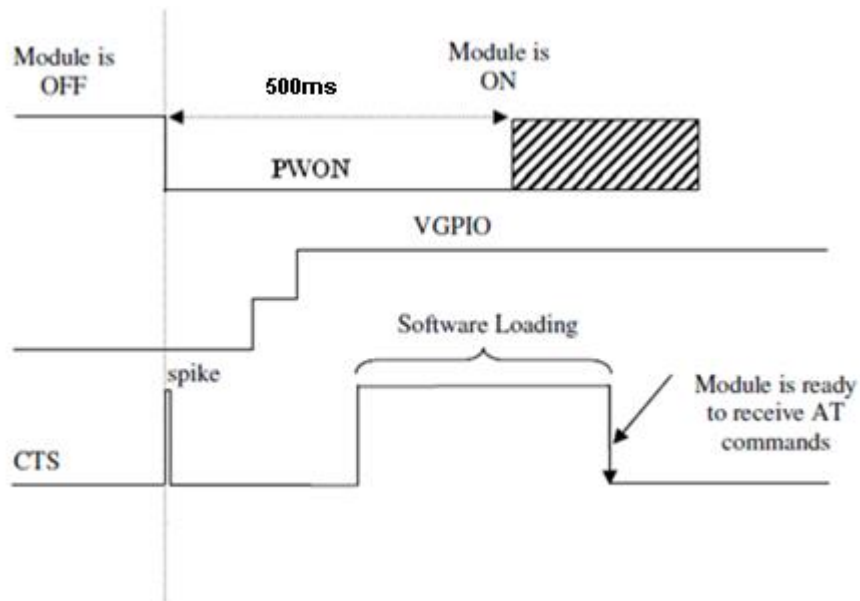 Module is
OFF
500ms
Module is
ON
PWON
VGPIO
Software Loading
spike
Module is ready
to receive AT
commands
CTS